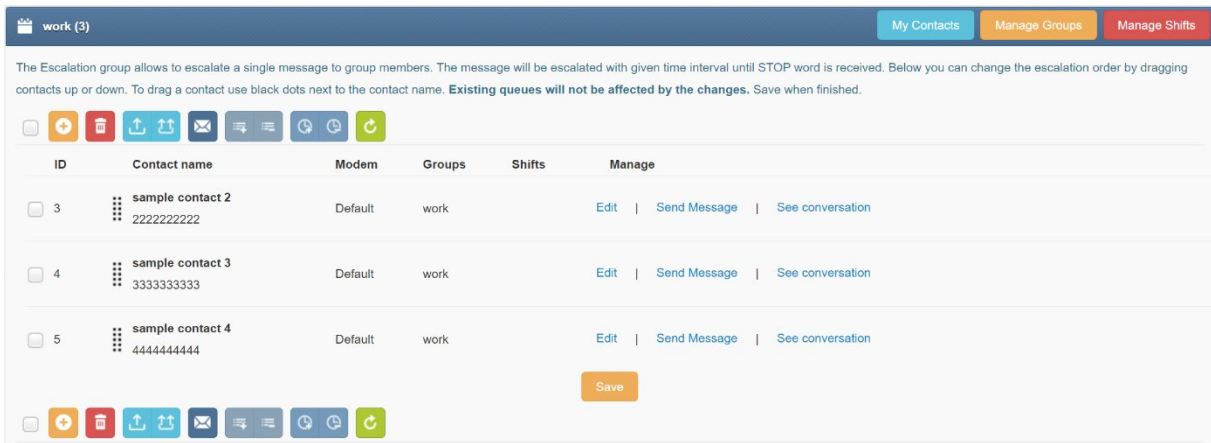 work (3)
My Contacts
Manage Groups
Manage Shifts
The Escalation group allows to escalate a single message to group members. The message will be escalated with given time interval until STOP word is received. Below you can change the escalation order by dragging
contacts up or down. To drag a contact use black dots next to the contact name. Existing queues will not be affected by the changes. Save when finished.
ID Contact name Modem Groups Shifts Manage
sample contact 2
3 Default work Edit | Send Message | See conversation
2222222222
sample contact 3
4 Default work Edit | Send Message | See conversation
3333333333
sample contact 4
5 Default work Edit | Send Message | See conversation
4444444444
Save